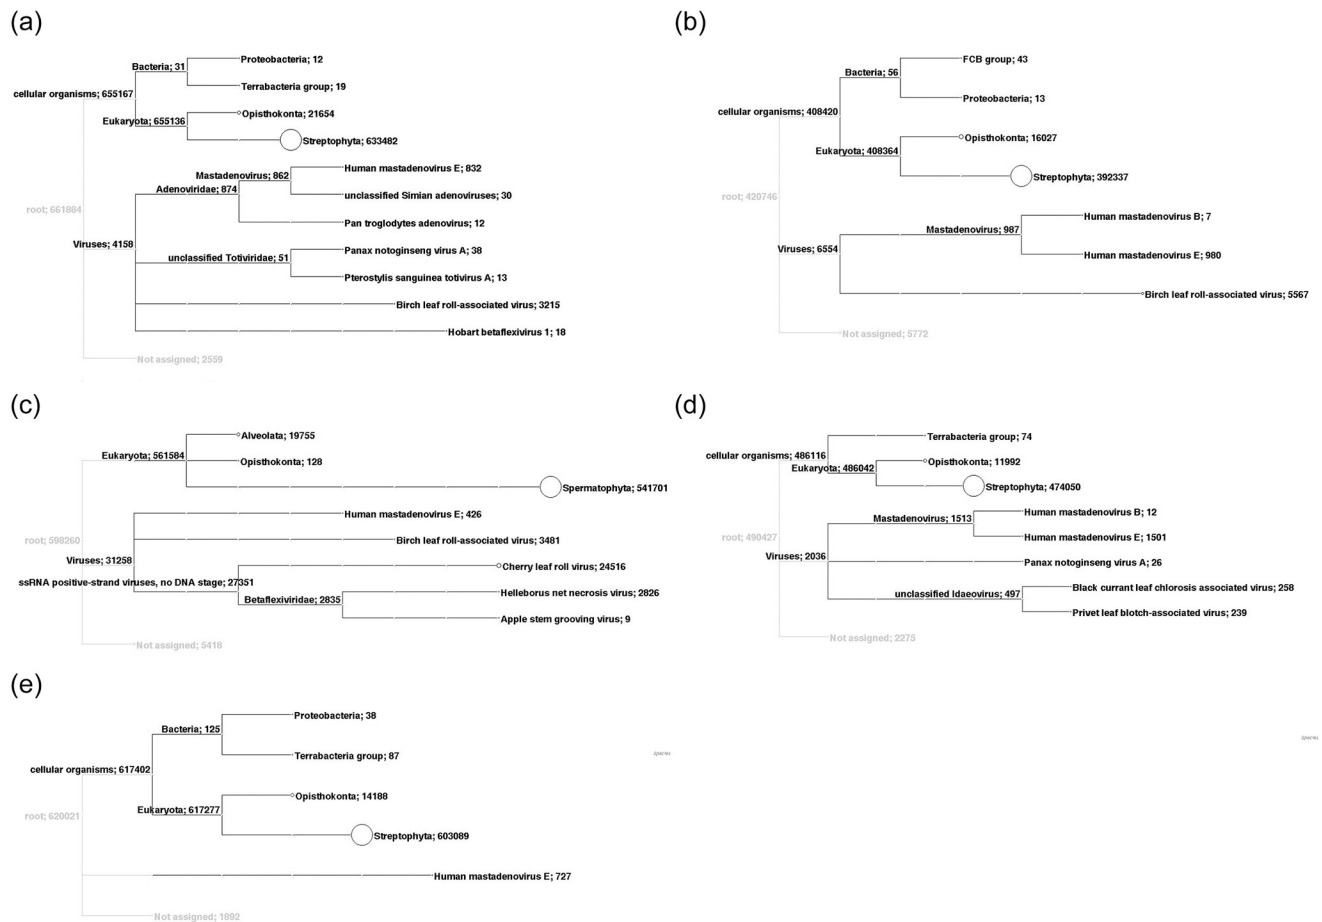 (a)
Proteobacteria; 12
Bacteria; 31
Terrabacteria group; 19
cellular organisms; 655167
Opisthokonta; 21654
Eukaryota; 655136
Streptophyta; 633482
Human mastadenovirus E; 832
Mastadenovirus; 862
Adenoviridae; 874
unclassified Simian adenoviruses; 30
root; 661884
Pan troglodytes adenovirus; 12
Viruses; 4158
Panax notoginseng virus A; 38
unclassified Totiviridae; 51
Pterostylis sanguinea totivirus A; 13
Birch leaf roll-associated virus; 3215
Hobart betaflexivirus 1; 18
Not assigned; 2559
(b)
FCB group; 43
Bacteria; 56
Proteobacteria; 13
cellular organisms; 408420
Opisthokonta; 16027
Eukaryota; 408364
Streptophyta; 392337
root; 420746
Human mastadenovirus B; 7
Mastadenovirus; 987
Viruses; 6554
Human mastadenovirus E; 980
Birch leaf roll-associated virus; 5567
Not assigned; 5772
(c)
Alveolata; 19755
Eukaryota; 561584
Opisthokonta; 128
Spermatophyta; 541701
Human mastadenovirus E; 426
root; 598260
Birch leaf roll-associated virus; 3481
Viruses; 31258
Cherry leaf roll virus; 24516
ssRNA positive-strand viruses, no DNA stage; 27351
Helleborus net necrosis virus; 2826
Betaflexiviridae; 2835
Apple stem grooving virus; 9
Not assigned; 5418
(d)
Terrabacteria group; 74
cellular organisms; 486116
Opisthokonta; 11992
Eukaryota; 486042
Streptophyta; 474050
Human mastadenovirus B; 12
Mastadenovirus; 1513
root; 490427
Human mastadenovirus E; 1501
Viruses; 2036
Panax notoginseng virus A; 26
Black currant leaf chlorosis associated virus; 258
unclassified Idaeovirus; 497
Privet leaf blotch-associated virus; 239
Not assigned; 2275
(e)
Proteobacteria; 38
Bacteria; 125
Terrabacteria group; 87
cellular organisms; 617402
Opisthokonta; 14188
Eukaryota; 617277
root; 620021
Streptophyta; 603089
Human mastadenovirus E; 727
Not assigned; 1892